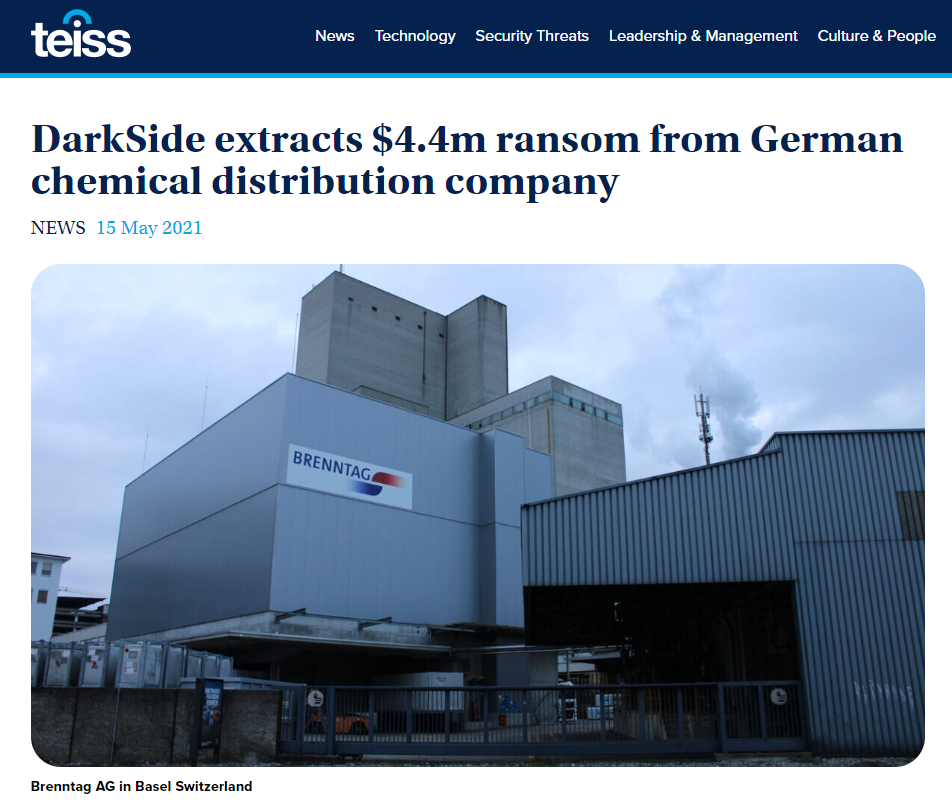 teiss
News Technology Security Threats Leadership & Management Culture & People
DarkSide extracts $4.4m ransom from German
chemical distribution company
NEWS 15 May 2021
BRENNTAG
Brenntag AG in Basel Switzerland